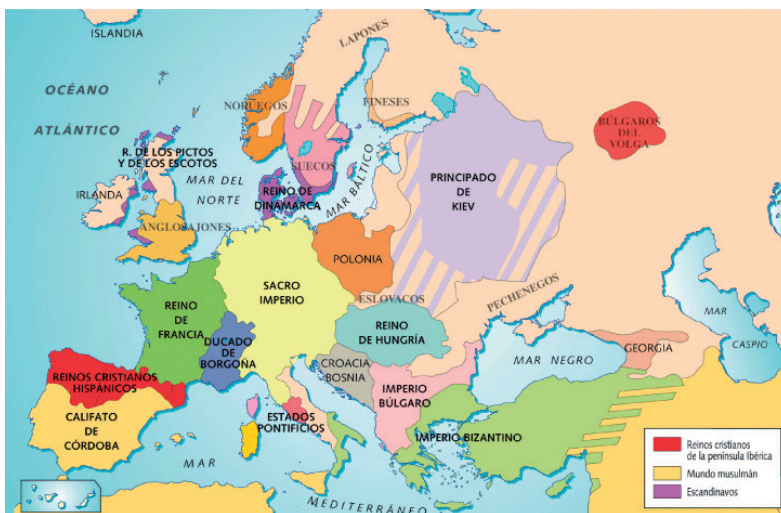 ISLANDIA
LAPONES
OCÉANO
ATLÁNTICO
NORUEGOS
FINESES
BÚLGAROS
DEL
VOLGA
R. DE LOS PICTOS
Y DE LOS ESCOTOS
SUECOS
MAR BÁLTICO
PRINCIPADO
DE
KIEV
IRLANDA
MAR DEL
NORTE
REINO DE
DINAMARCA
ANGLOSAJONES
POLONIA
SACRO
IMPERIO
ESLOVACOS
PECHENEGOS
REINO
DE
FRANCIA
REINO
DE HUNGRÍA
MAR
CASPIO
DUCADO
DE
BORGOÑA
CROACIA
BOSNIA
MAR NEGRO
GEORGIA
REINOS CRISTIANOS
HISPÁNICOS
IMPERIO
BÚLGARO
CALIFATO
DE
CÓRDOBA
ESTADOS
PONTIFICIOS
IMPERIO BIZANTINO
MAR
MEDITERRÁNEO
Reinos cristianos
de la península Ibérica
Mundo musulmán
Escandinavos